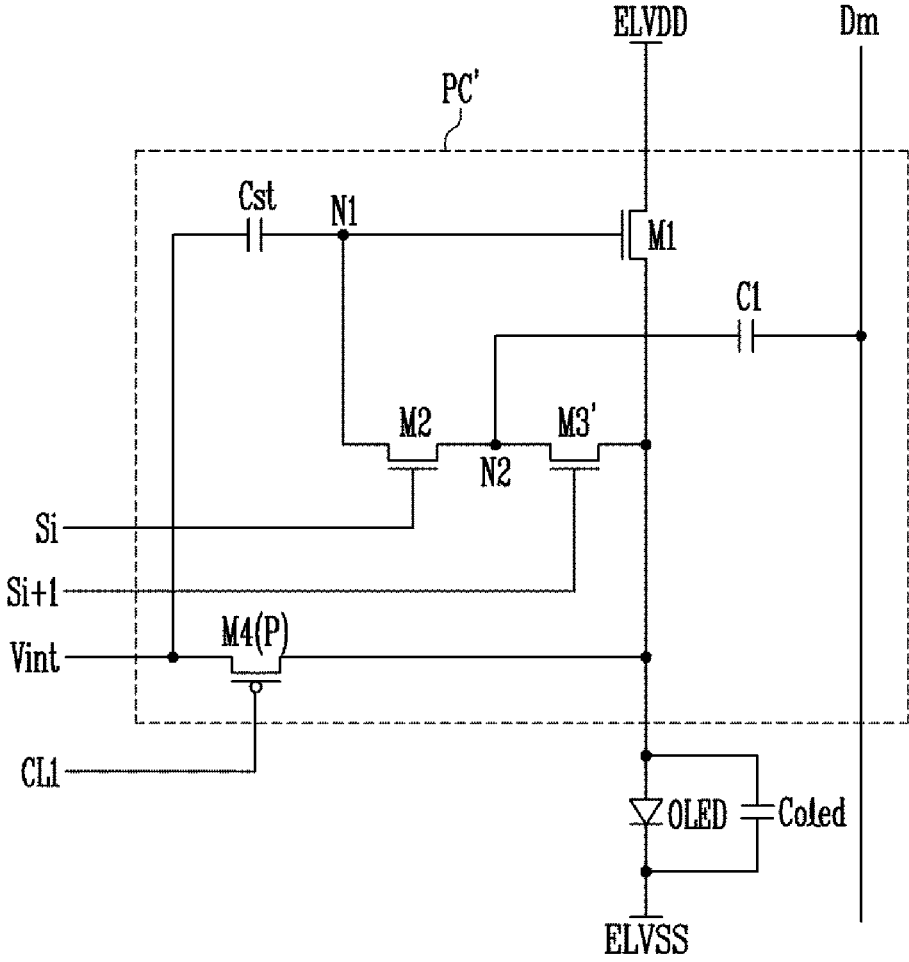 ELVDD
Dm
PC'
Cst
N1
M1
C1
M2
M3'
N2
Si
Si+1
M4(P)
Vint
CL1
OLED
Coled
ELVSS